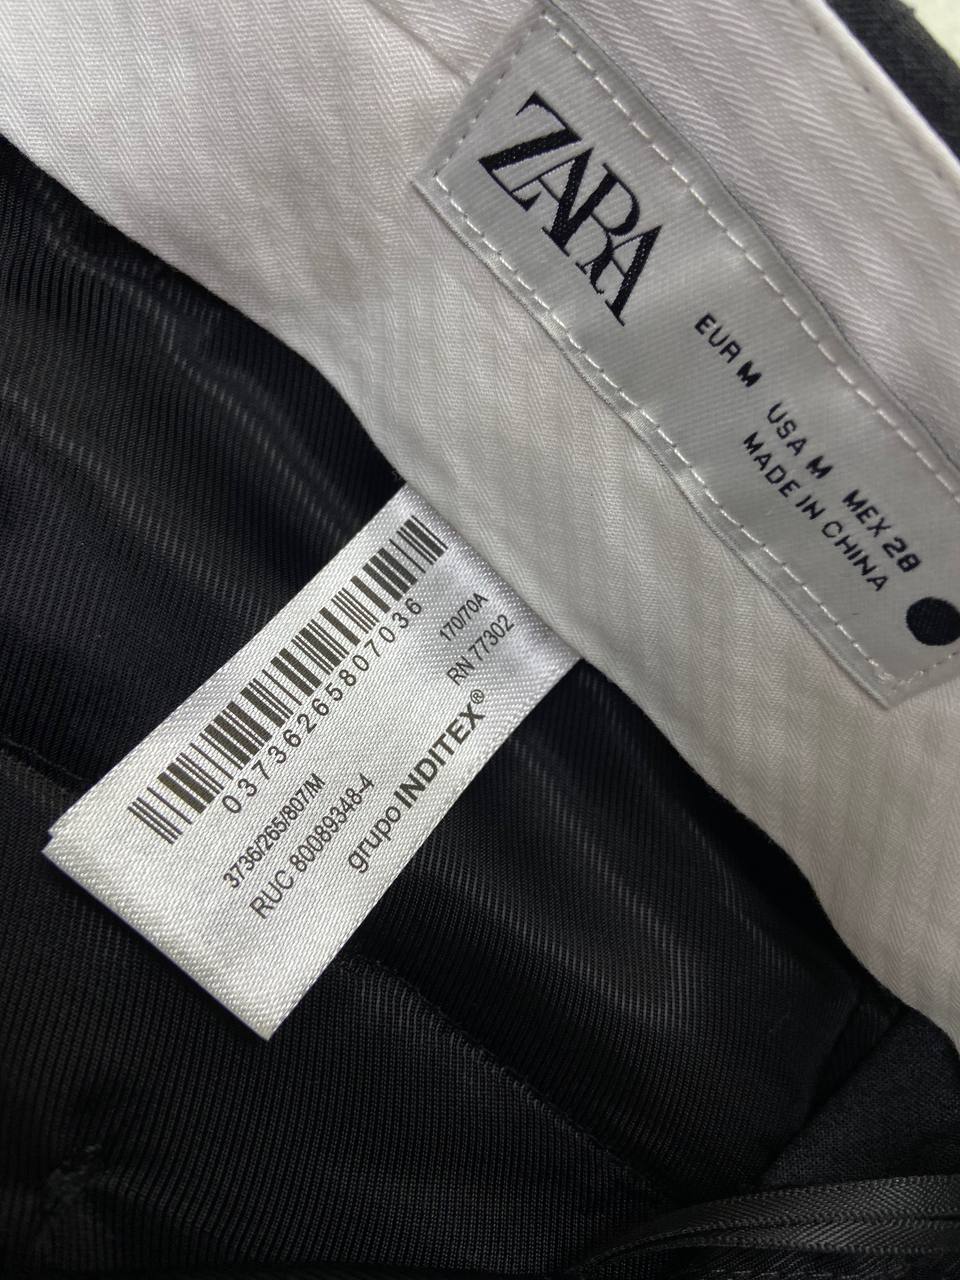 ZARA
EUR M USA M MEX 28
MADE IN CHINA
03736265807036
170/70A
3736/265/807/M
RN 77302
RUC 80089348-4
grupo INDITEX®